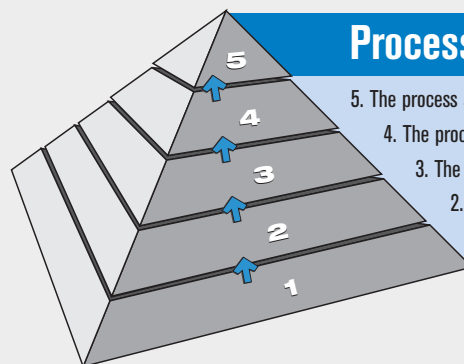 Process
5. The process
4. The proc
3. The
2.
5
4
3
2
1